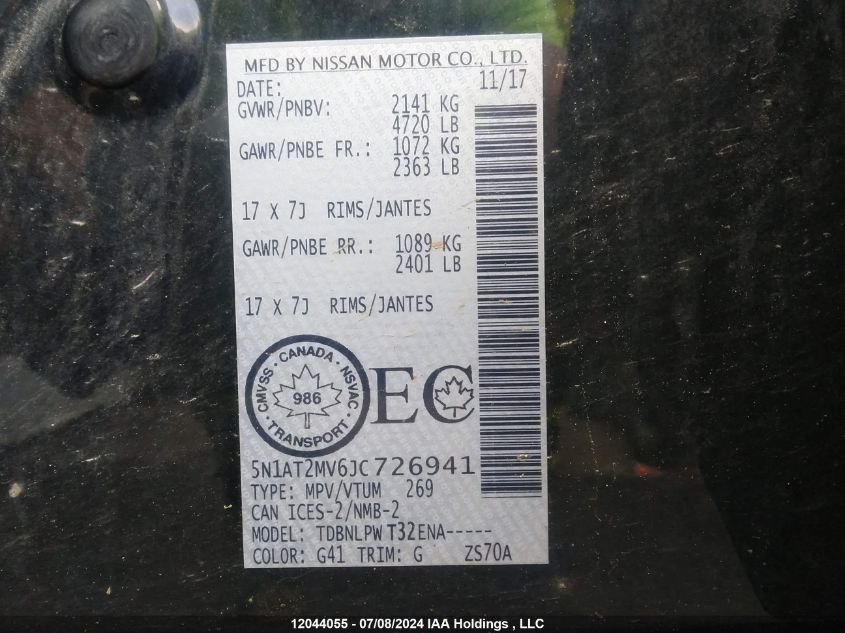 MFD BY NISSAN MOTOR CO., LTD.
DATE: 11/17
GVWR/PNBV: 2141 KG
4720 LB
GAWR/PNBE FR.: 1072 KG
2363 LB
17 X 7J RIMS/JANTES
GAWR/PNBE RR.: 1089 KG
2401 LB
17 X 7J RIMS/JANTES
CMVSS · CANADA · NSVAC
986
· TRANSPORT ·
EC
5N1AT2MV6JC726941
TYPE: MPV/VTUM 269
CAN ICES-2/NMB-2
MODEL: TDBNLPWT32ENA-----
COLOR: G41 TRIM: G ZS70A
12044055 - 07/08/2024 IAA Holdings , LLC